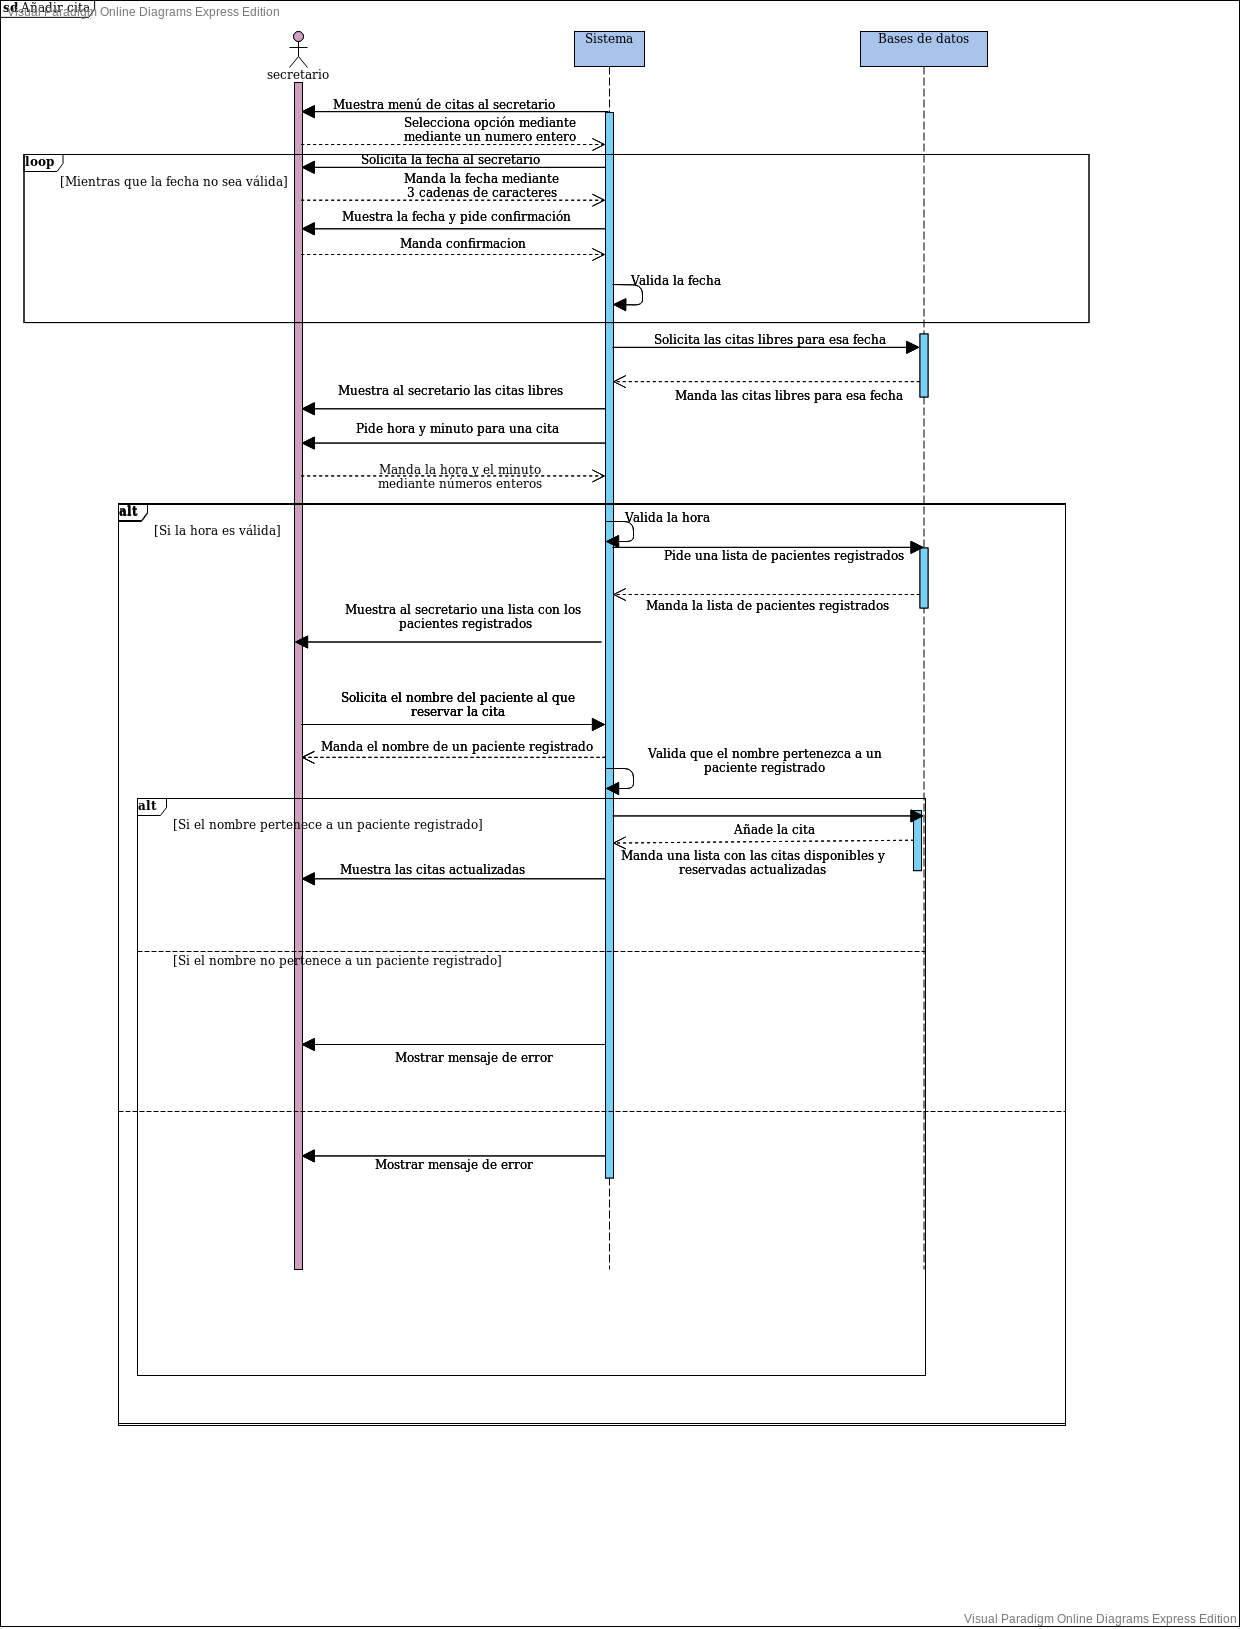 sd Añadir cita
Visual Paradigm Online Diagrams Express Edition
secretario
Sistema
Bases de datos
Muestra menú de citas al secretario
Selecciona opción mediante
mediante un numero entero
loop
[Mientras que la fecha no sea válida]
Solicita la fecha al secretario
Manda la fecha mediante
3 cadenas de caracteres
Muestra la fecha y pide confirmación
Manda confirmacion
Valida la fecha
Solicita las citas libres para esa fecha
Manda las citas libres para esa fecha
Muestra al secretario las citas libres
Pide hora y minuto para una cita
Manda la hora y el minuto
mediante números enteros
alt
[Si la hora es válida]
Valida la hora
Pide una lista de pacientes registrados
Manda la lista de pacientes registrados
Muestra al secretario una lista con los
pacientes registrados
Solicita el nombre del paciente al que
reservar la cita
Manda el nombre de un paciente registrado
Valida que el nombre pertenezca a un
paciente registrado
alt
[Si el nombre pertenece a un paciente registrado]
Añade la cita
Manda una lista con las citas disponibles y
reservadas actualizadas
Muestra las citas actualizadas
[Si el nombre no pertenece a un paciente registrado]
Mostrar mensaje de error
Mostrar mensaje de error
Visual Paradigm Online Diagrams Express Edition